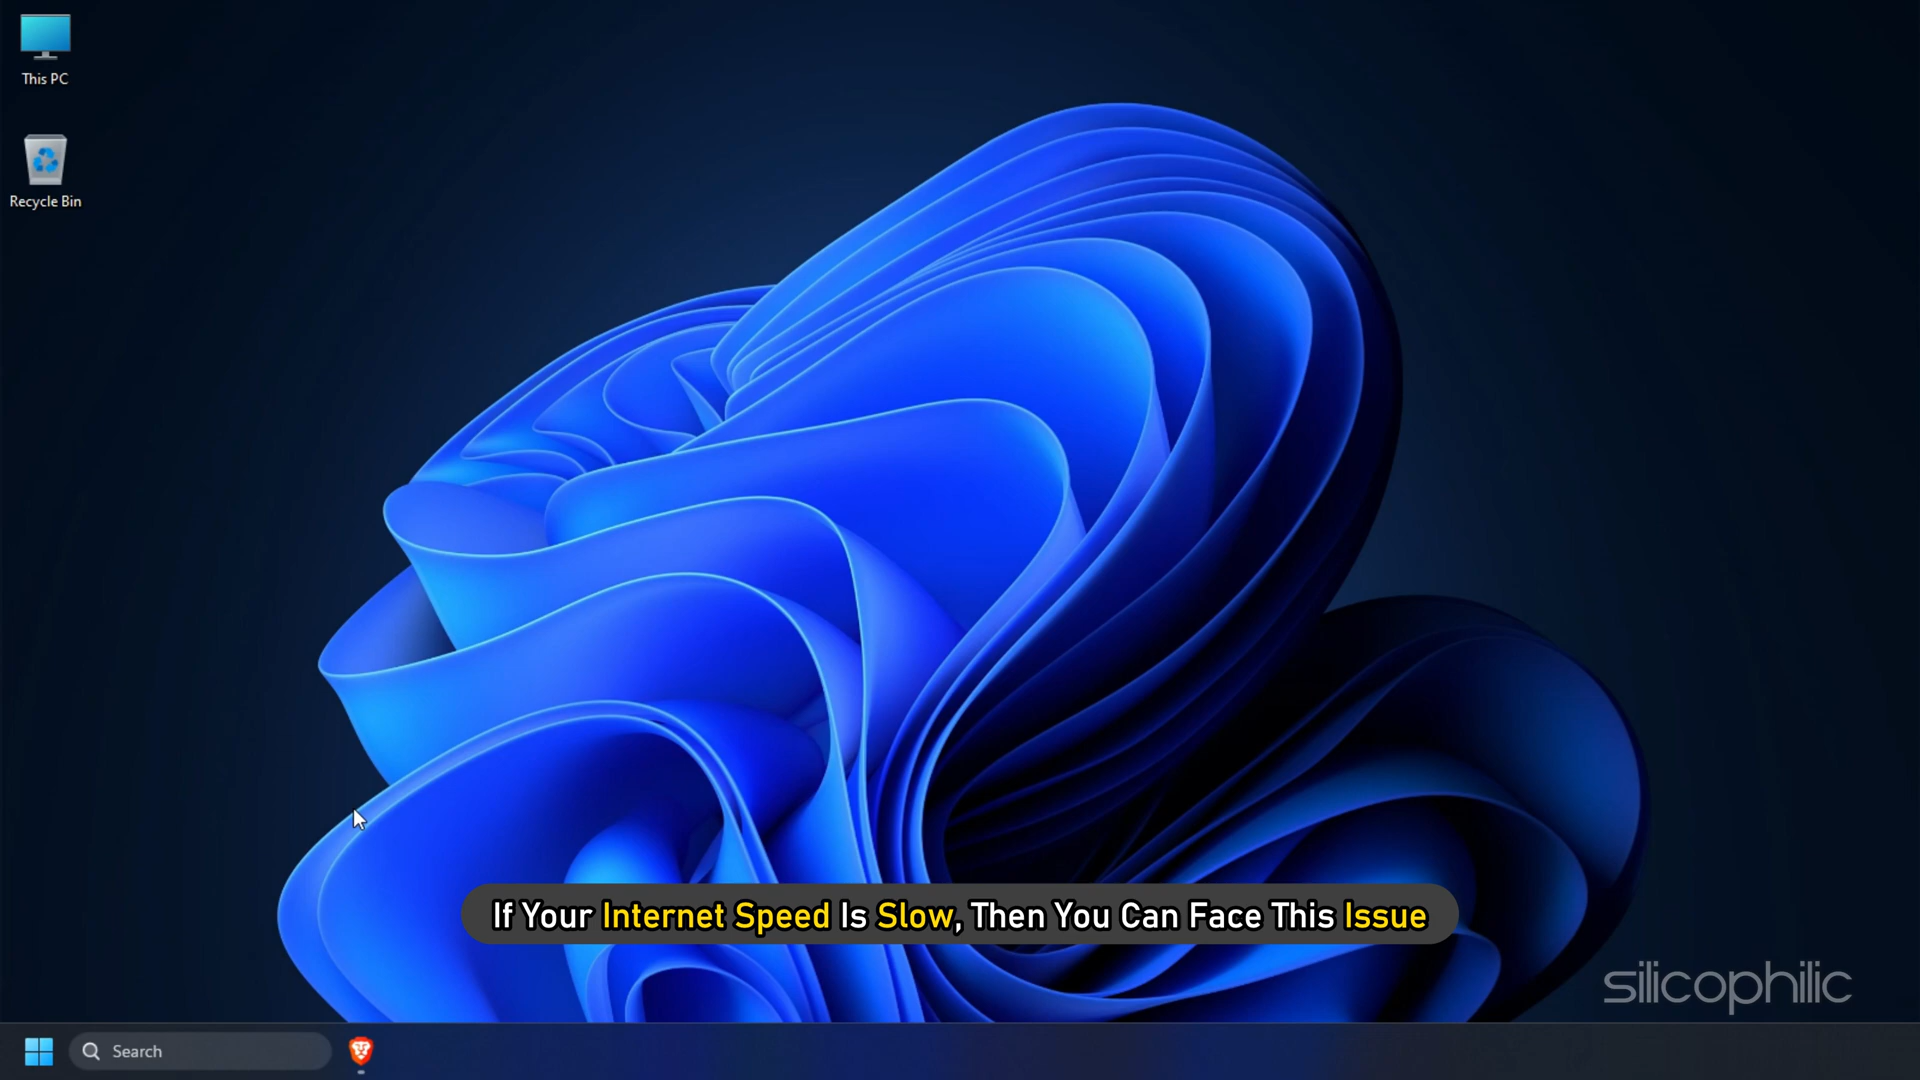 This PC
Recycle Bin
If Your Internet Speed Is Slow, Then You Can Face This Issue
silicophilic
Search